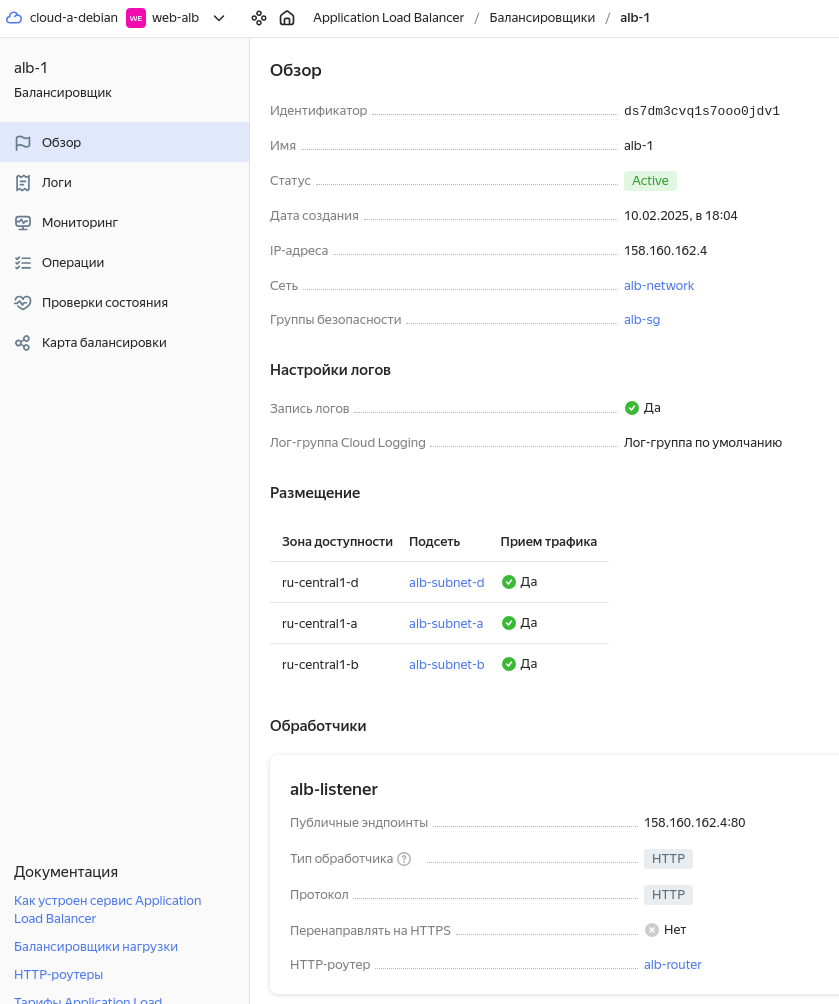 cloud-a-debian WE web-alb Application Load Balancer / Балансировщики / alb-1
alb-1
Балансировщик
Обзор
Логи
Мониторинг
Операции
Проверки состояния
Карта балансировки
Документация
Как устроен сервис Application
Load Balancer
Балансировщики нагрузки
HTTP-роутеры
Тарифы Application Load
Обзор
Идентификатор ds7dm3cvq1s7ooo0jdv1
Имя alb-1
Статус Active
Дата создания 10.02.2025, в 18:04
IP-адреса 158.160.162.4
Сеть alb-network
Группы безопасности alb-sg
Настройки логов
Запись логов Да
Лог-группа Cloud Logging Лог-группа по умолчанию
Размещение
Зона доступности Подсеть Прием трафика
ru-central1-d alb-subnet-d Да
ru-central1-a alb-subnet-a Да
ru-central1-b alb-subnet-b Да
Обработчики
alb-listener
Публичные эндпоинты 158.160.162.4:80
Тип обработчика ? HTTP
Протокол HTTP
Перенаправлять на HTTPS Нет
HTTP-роутер alb-router